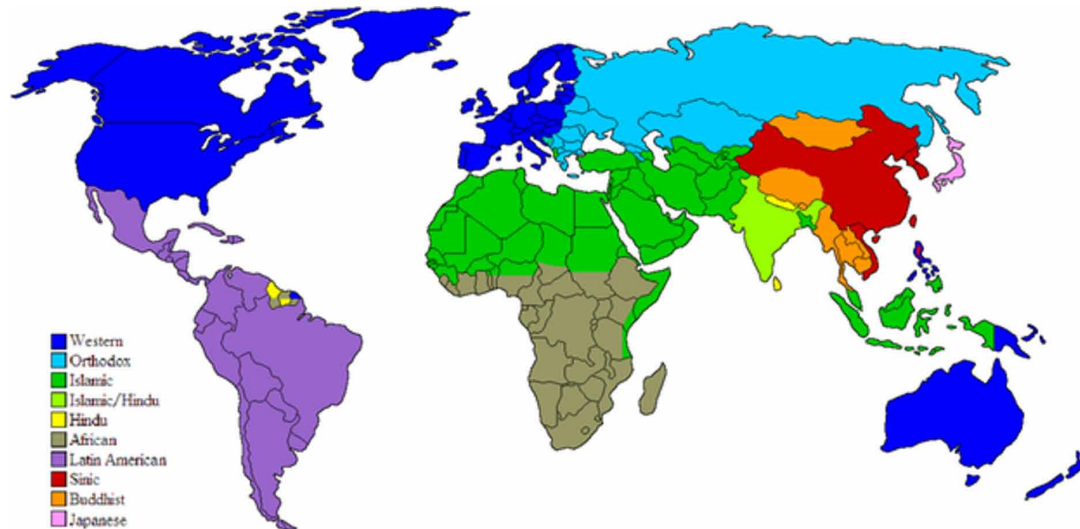 Western
Orthodox
Islamic
Islamic/Hindu
Hindu
African
Latin American
Sinic
Buddhist
Japanese